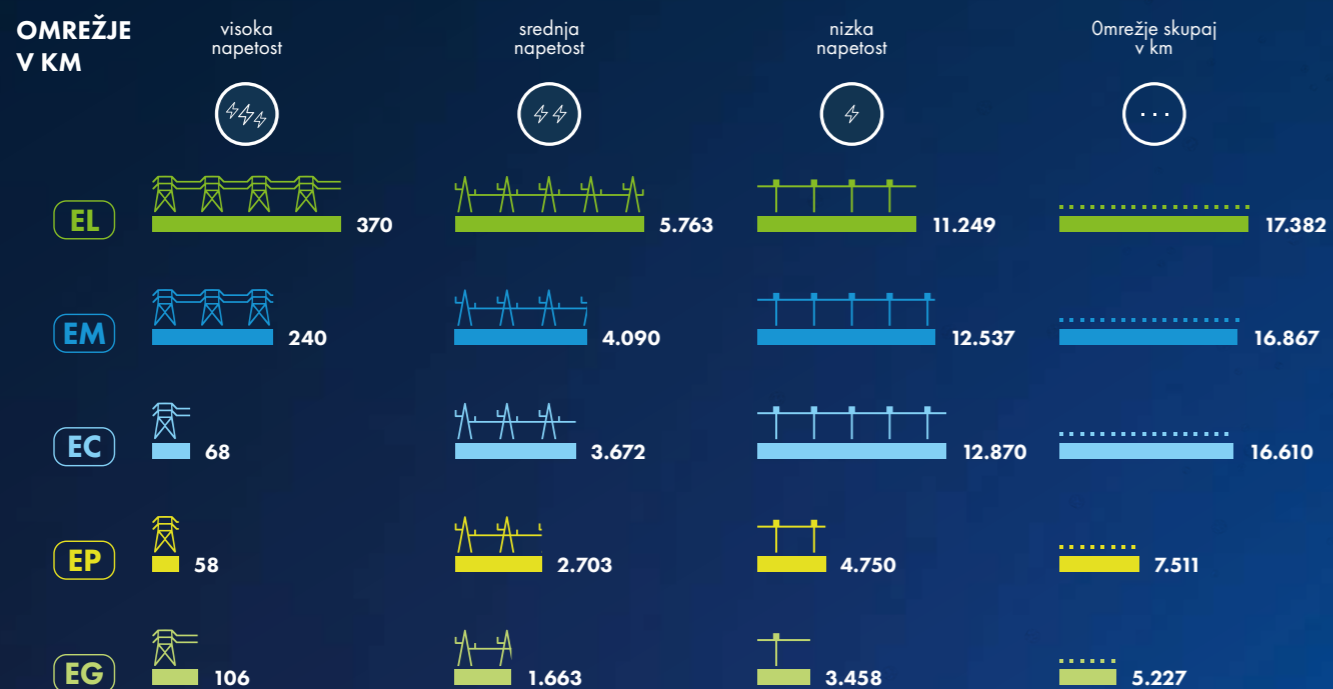 OMREŽJE
V KM
visoka
napetost
srednja
napetost
nizka
napetost
Omrežje skupaj
v km
EL 370 5.763 11.249 17.382
EM 240 4.090 12.537 16.867
EC 68 3.672 12.870 16.610
EP 58 2.703 4.750 7.511
EG 106 1.663 3.458 5.227